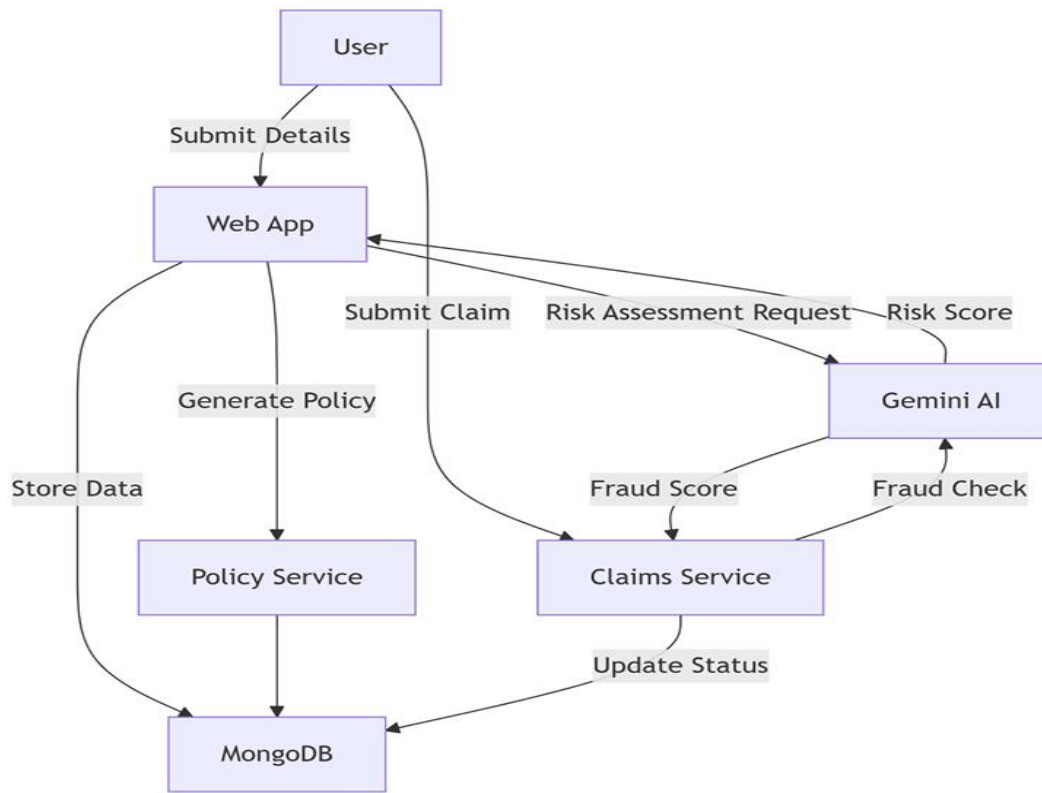 User
Submit Details
Web App
Submit Claim
Risk Assessment Request
Risk Score
Generate Policy
Gemini AI
Store Data
Fraud Score
Fraud Check
Policy Service
Claims Service
Update Status
MongoDB